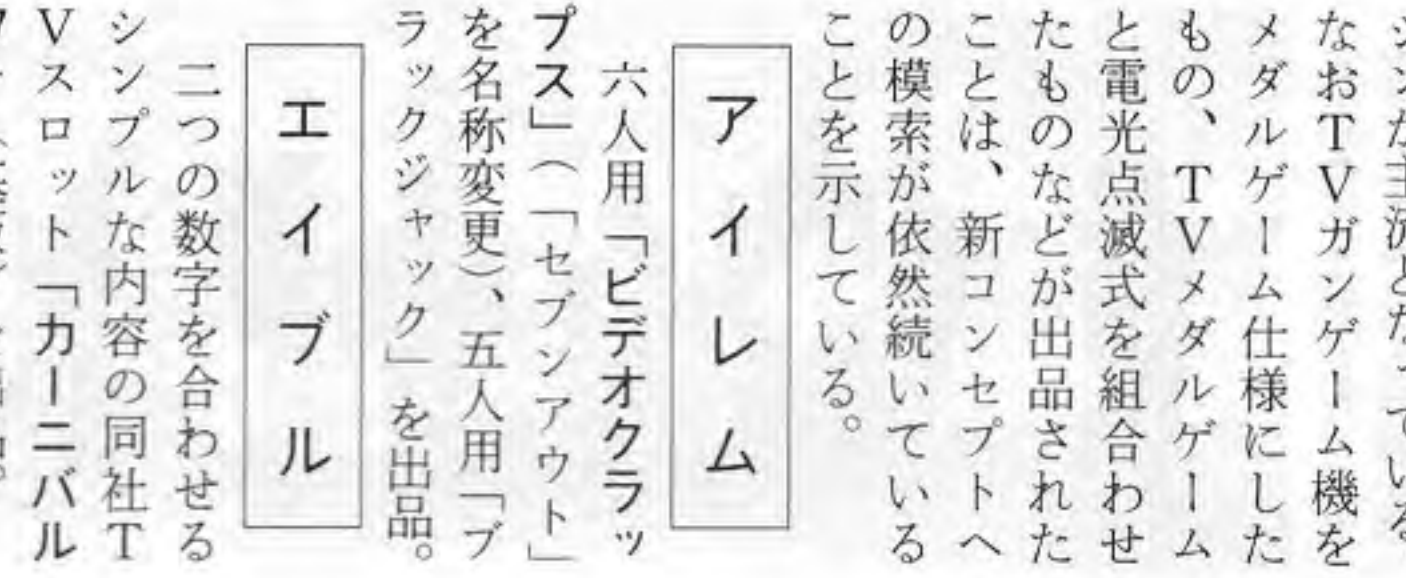 なおTVガンゲーム機を
メダルゲーム仕様にした
もの、TVメダルゲーム
と電光点滅式を組合わせ
たものなどが出品された
ことは、新コンセプトへ
の模索が依然続いている
ことを示している。
アイレム
六人用「ビデオクラッ
プス」(「セブンアウト」
を名称変更)、五人用「ブ
ラックジャック」を出品。
エイブル
二つの数字を合わせる
シンプルな内容の同社T
Vスロット「カーニバル